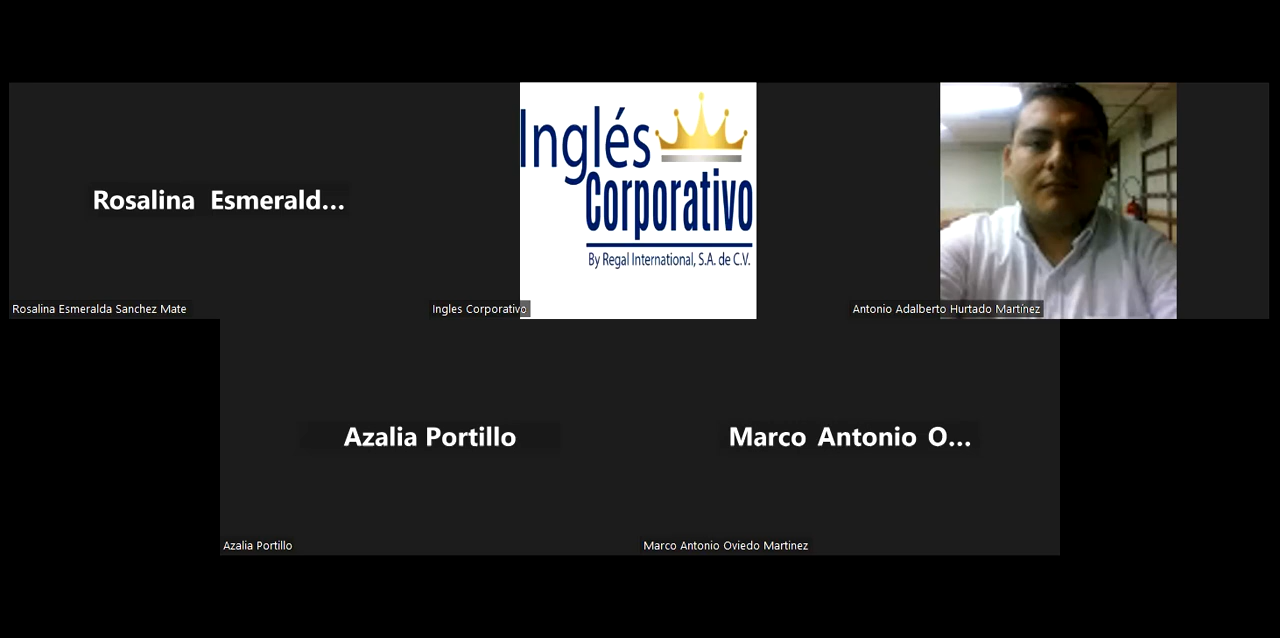 Rosalina Esmerald...
Rosalina Esmeralda Sanchez Mate
Inglés
Corporativo
By Regal International, S.A. de C.V.
Ingles Corporativo
Antonio Adalberto Hurtado Martínez
Azalia Portillo
Azalia Portillo
Marco Antonio O...
Marco Antonio Oviedo Martinez